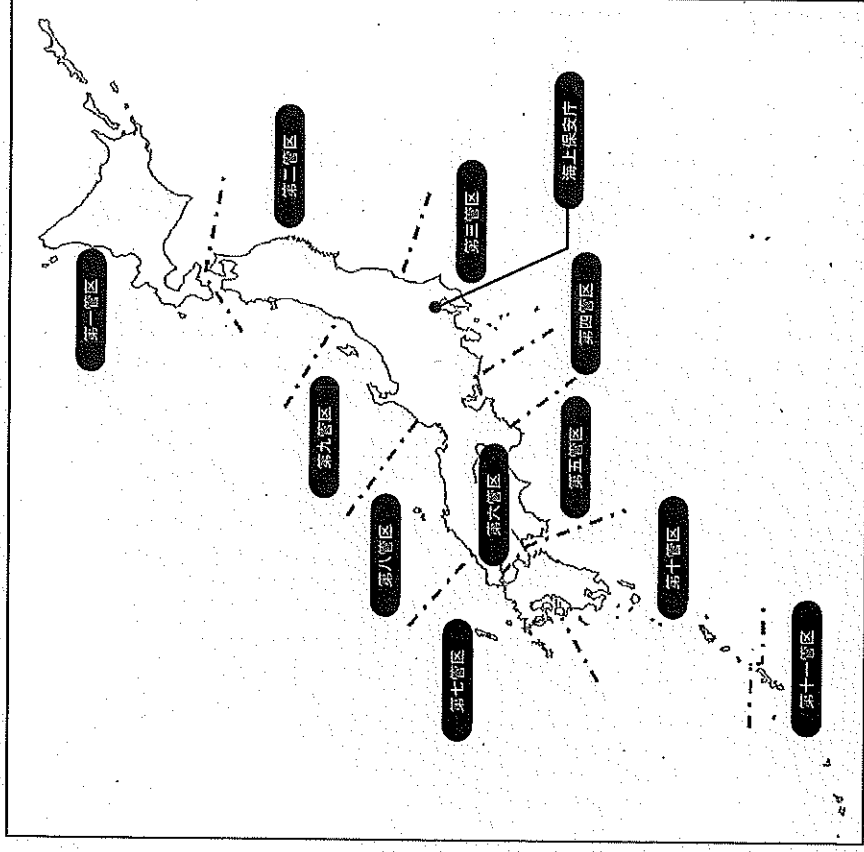 第一管区
第二管区
第三管区
海上保安庁
第四管区
第五管区
第六管区
第七管区
第八管区
第九管区
第十管区
第十一管区